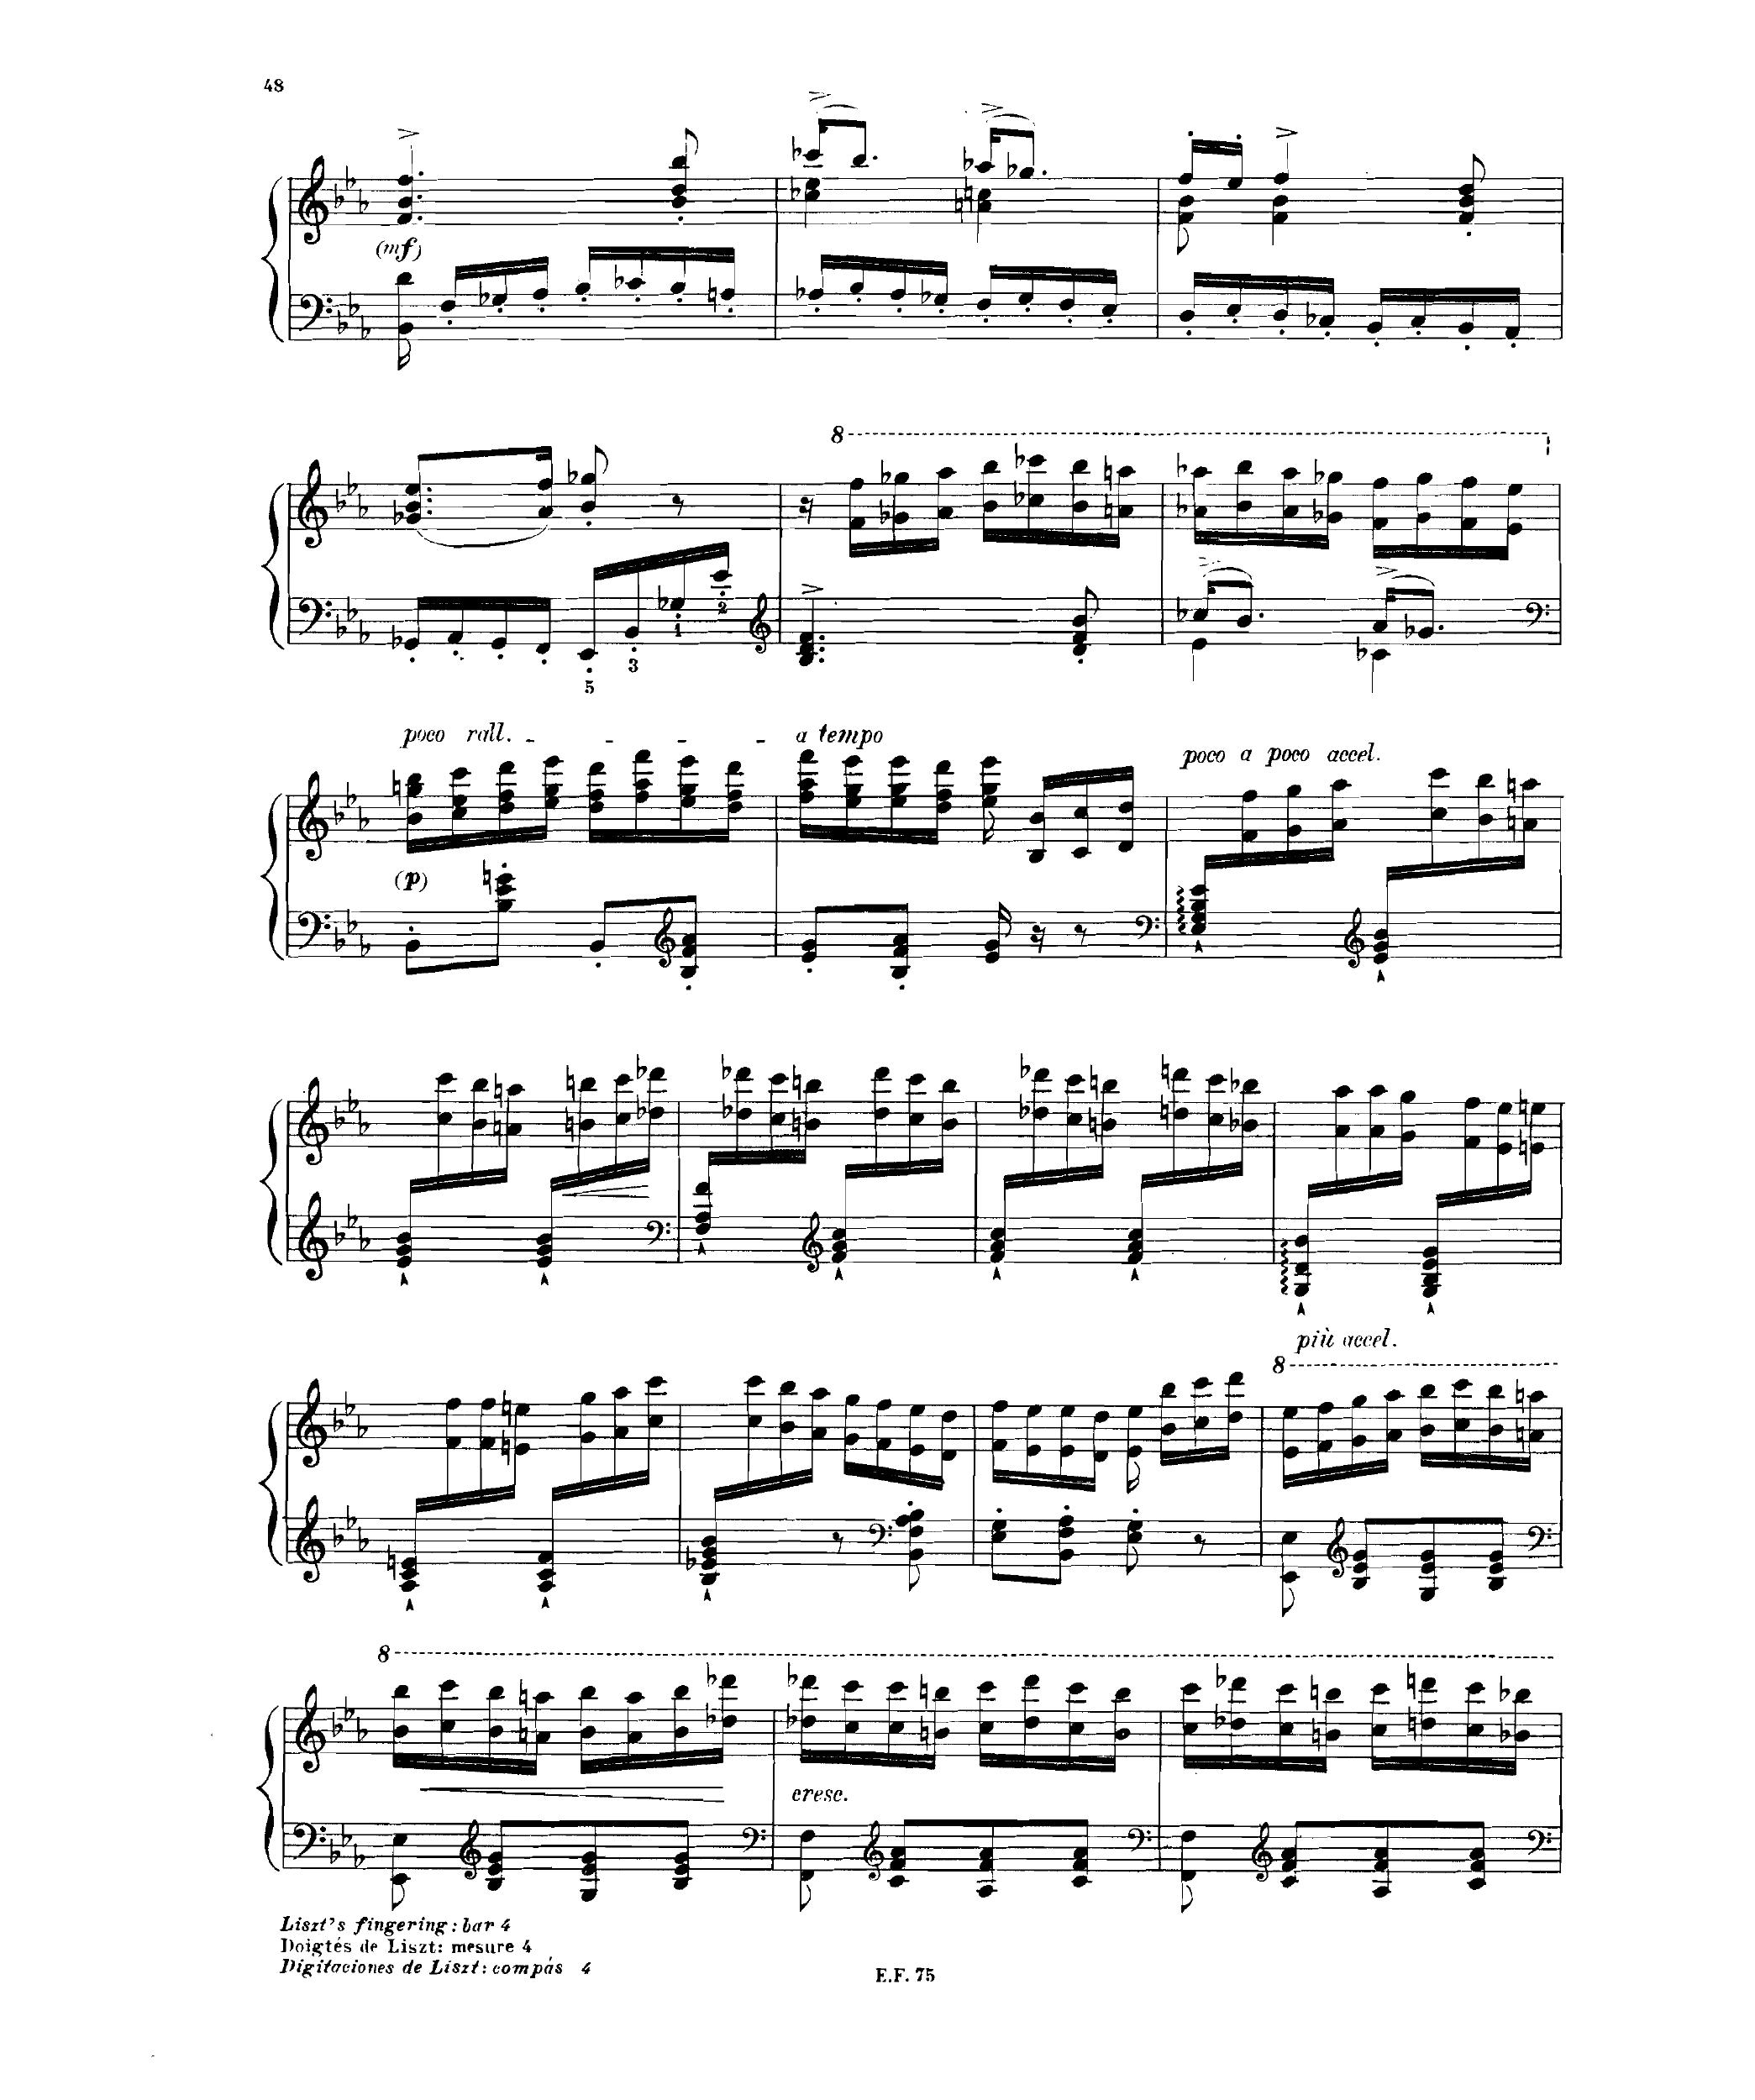 48
(mf)
8
5 3 1 2
poco rall. a tempo
poco a poco accel.
(p)
più accel.
8
8
cresc.
Liszt's fingering: bar 4
Doigtés de Liszt: mesure 4
Digitaciones de Liszt: compás 4
E.F. 75